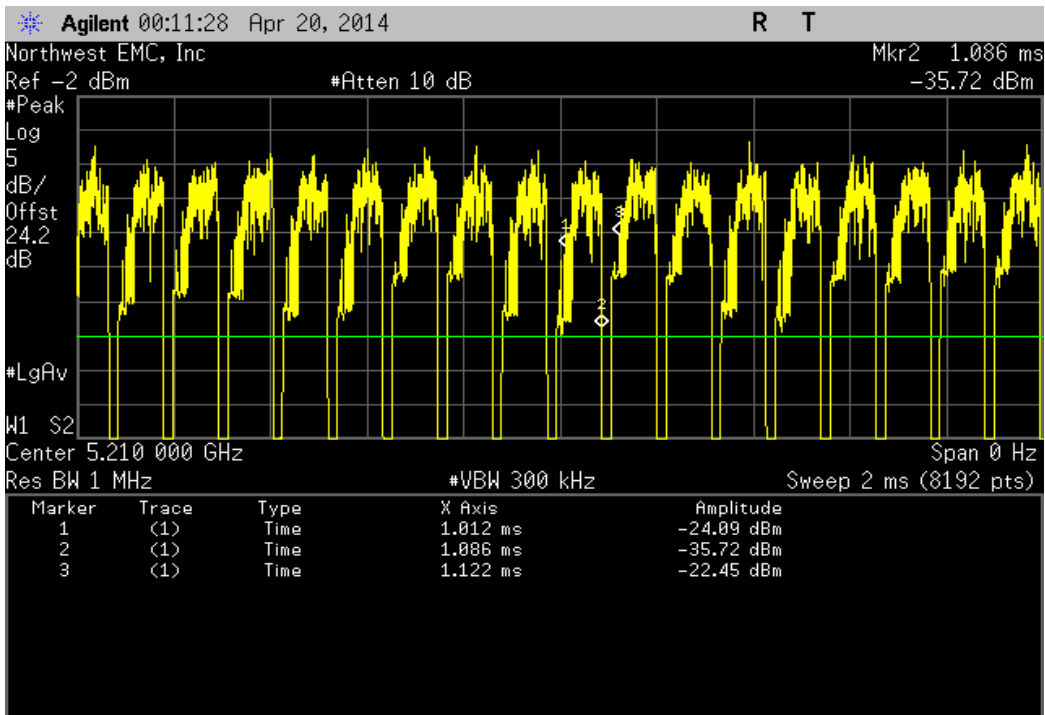 Agilent 00:11:28 Apr 20, 2014 R T
Northwest EMC, Inc Mkr2 1.086 ms
Ref −2 dBm #Atten 10 dB −35.72 dBm
#Peak
Log
5
dB/
Offst
24.2
dB
1
3
2
#LgAv
W1 S2
Center 5.210 000 GHz Span 0 Hz
Res BW 1 MHz #VBW 300 kHz Sweep 2 ms (8192 pts)
Marker Trace Type X Axis Amplitude
1 (1) Time 1.012 ms −24.09 dBm
2 (1) Time 1.086 ms −35.72 dBm
3 (1) Time 1.122 ms −22.45 dBm